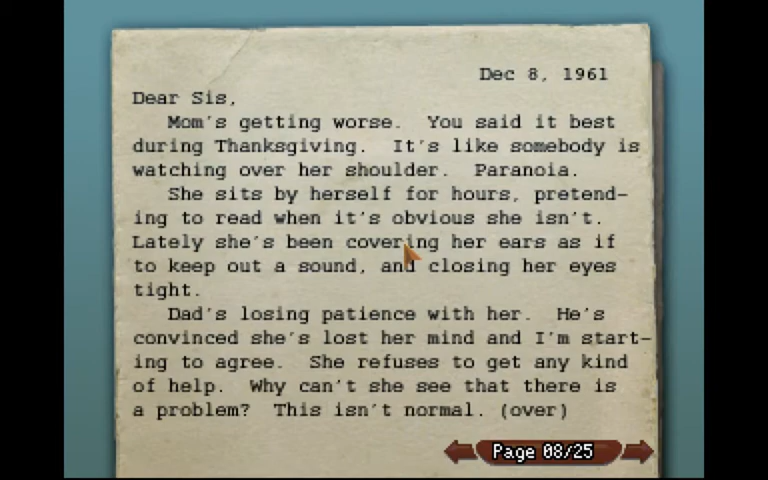 Dec 8, 1961
Dear Sis,
Mom's getting worse. You said it best
during Thanksgiving. It's like somebody is
watching over her shoulder. Paranoia.
She sits by herself for hours, pretend-
ing to read when it's obvious she isn't.
Lately she's been covering her ears as if
to keep out a sound, and closing her eyes
tight.
Dad's losing patience with her. He's
convinced she's lost her mind and I'm start-
ing to agree. She refuses to get any kind
of help. Why can't she see that there is
a problem? This isn't normal. (over)
Page 08/25